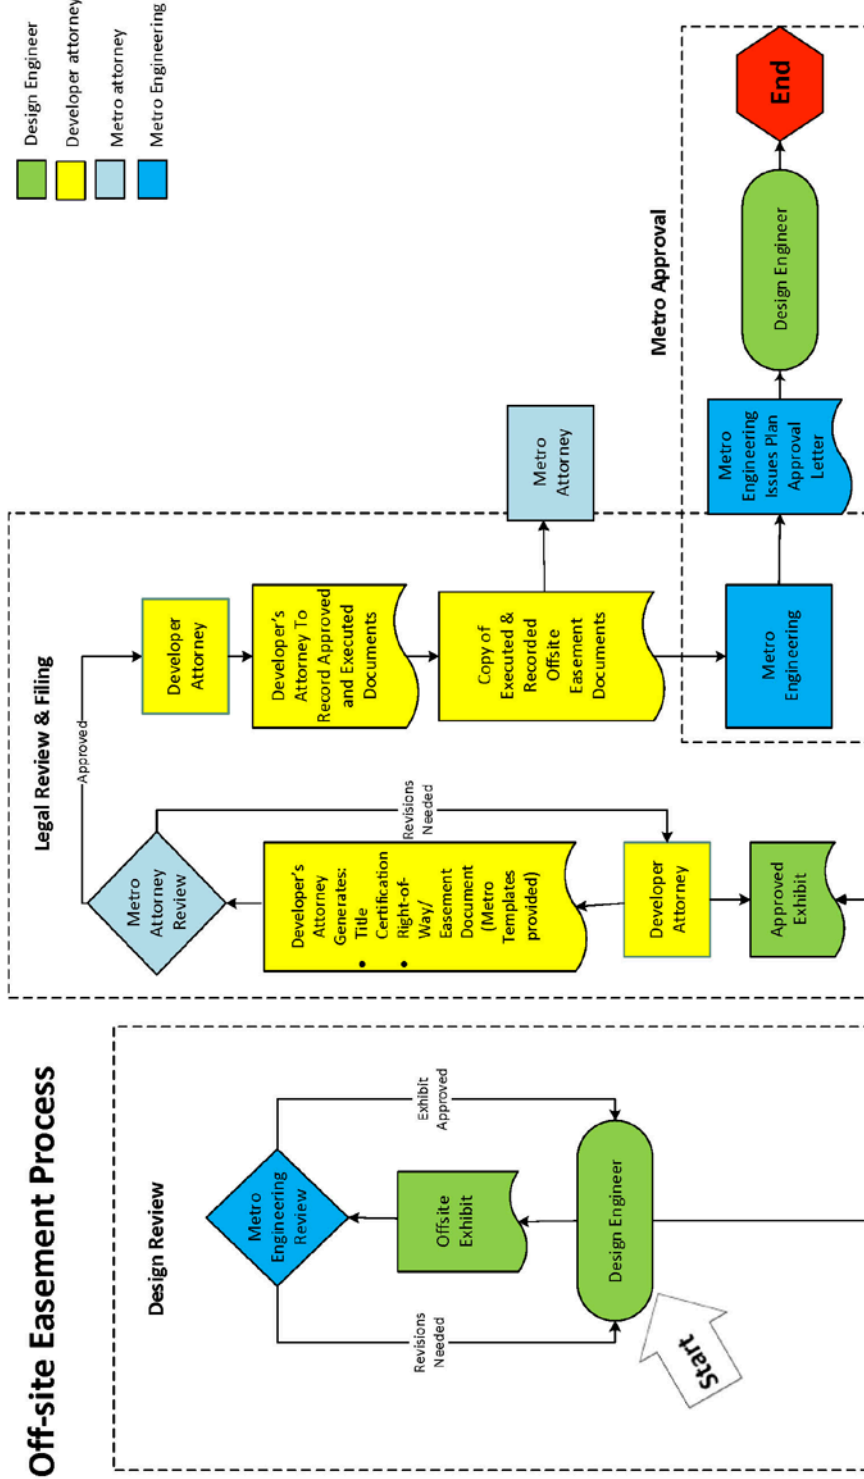 Off-site Easement Process
Design Engineer
Developer attorney
Metro attorney
Metro Engineering
Design Review
Metro
Engineering
Review
Revisions
Needed
Exhibit
Approved
Offsite
Exhibit
Design Engineer
Start
Legal Review & Filing
Approved
Metro
Attorney
Review
Revisions
Needed
Developer's
Attorney
Generates:
• Title
Certification
• Right-of-
Way/
Easement
Document
(Metro
Templates
provided)
Developer
Attorney
Approved
Exhibit
Developer
Attorney
Developer's
Attorney To
Record Approved
and Executed
Documents
Copy of
Executed &
Recorded
Offsite
Easement
Documents
Metro
Attorney
Metro Approval
Metro
Engineering
Metro
Engineering
Issues Plan
Approval
Letter
Design Engineer
End